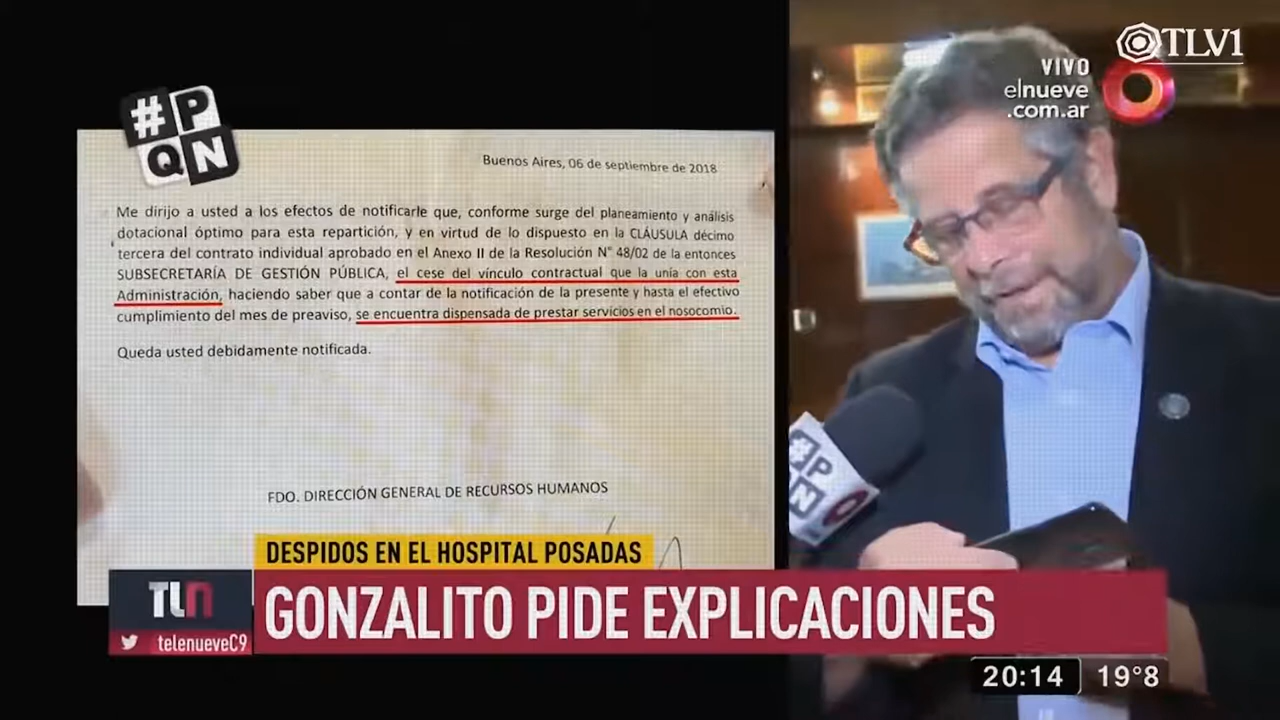 TLV1
VIVO
elnueve
.com.ar
#P
QN
Buenos Aires, 06 de septiembre de 2018
Me dirijo a usted a los efectos de notificarle que, conforme surge del planeamiento y análisis
dotacional óptimo para esta repartición, y en virtud de lo dispuesto en la CLÁUSULA décimo
tercera del contrato individual aprobado en el Anexo II de la Resolución N° 48/02 de la entonces
SUBSECRETARÍA DE GESTIÓN PÚBLICA, el cese del vínculo contractual que la unía con esta
Administración, haciendo saber que a contar de la notificación de la presente y hasta el efectivo
cumplimiento del mes de preaviso, se encuentra dispensada de prestar servicios en el nosocomio.
Queda usted debidamente notificada.
FDO. DIRECCIÓN GENERAL DE RECURSOS HUMANOS
#P
QN
DESPIDOS EN EL HOSPITAL POSADAS
TLN
GONZALITO PIDE EXPLICACIONES
telenueveC9
20:14 19°8